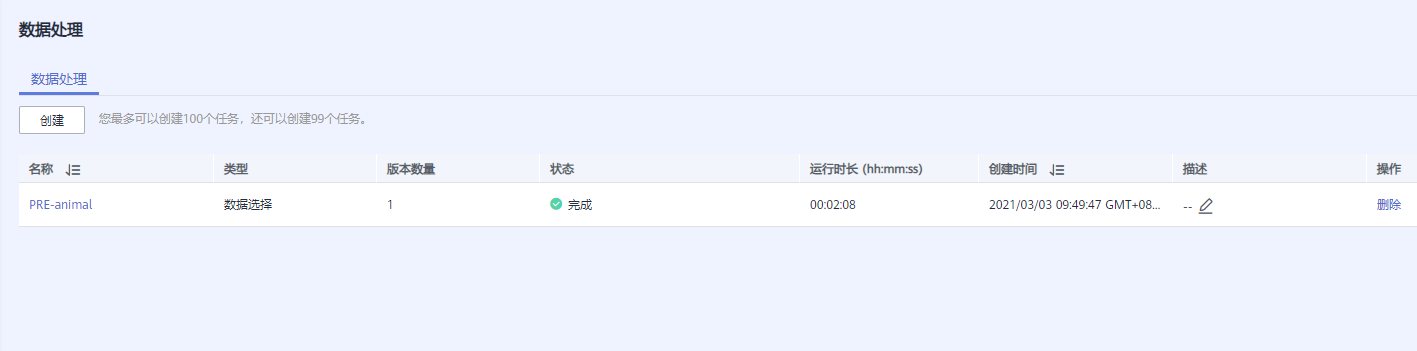 数据处理
数据处理
创建 您最多可以创建100个任务，还可以创建99个任务。
名称 类型 版本数量 状态 运行时长 (hh:mm:ss) 创建时间 描述 操作
PRE-animal 数据选择 1 完成 00:02:08 2021/03/03 09:49:47 GMT+08... -- 删除